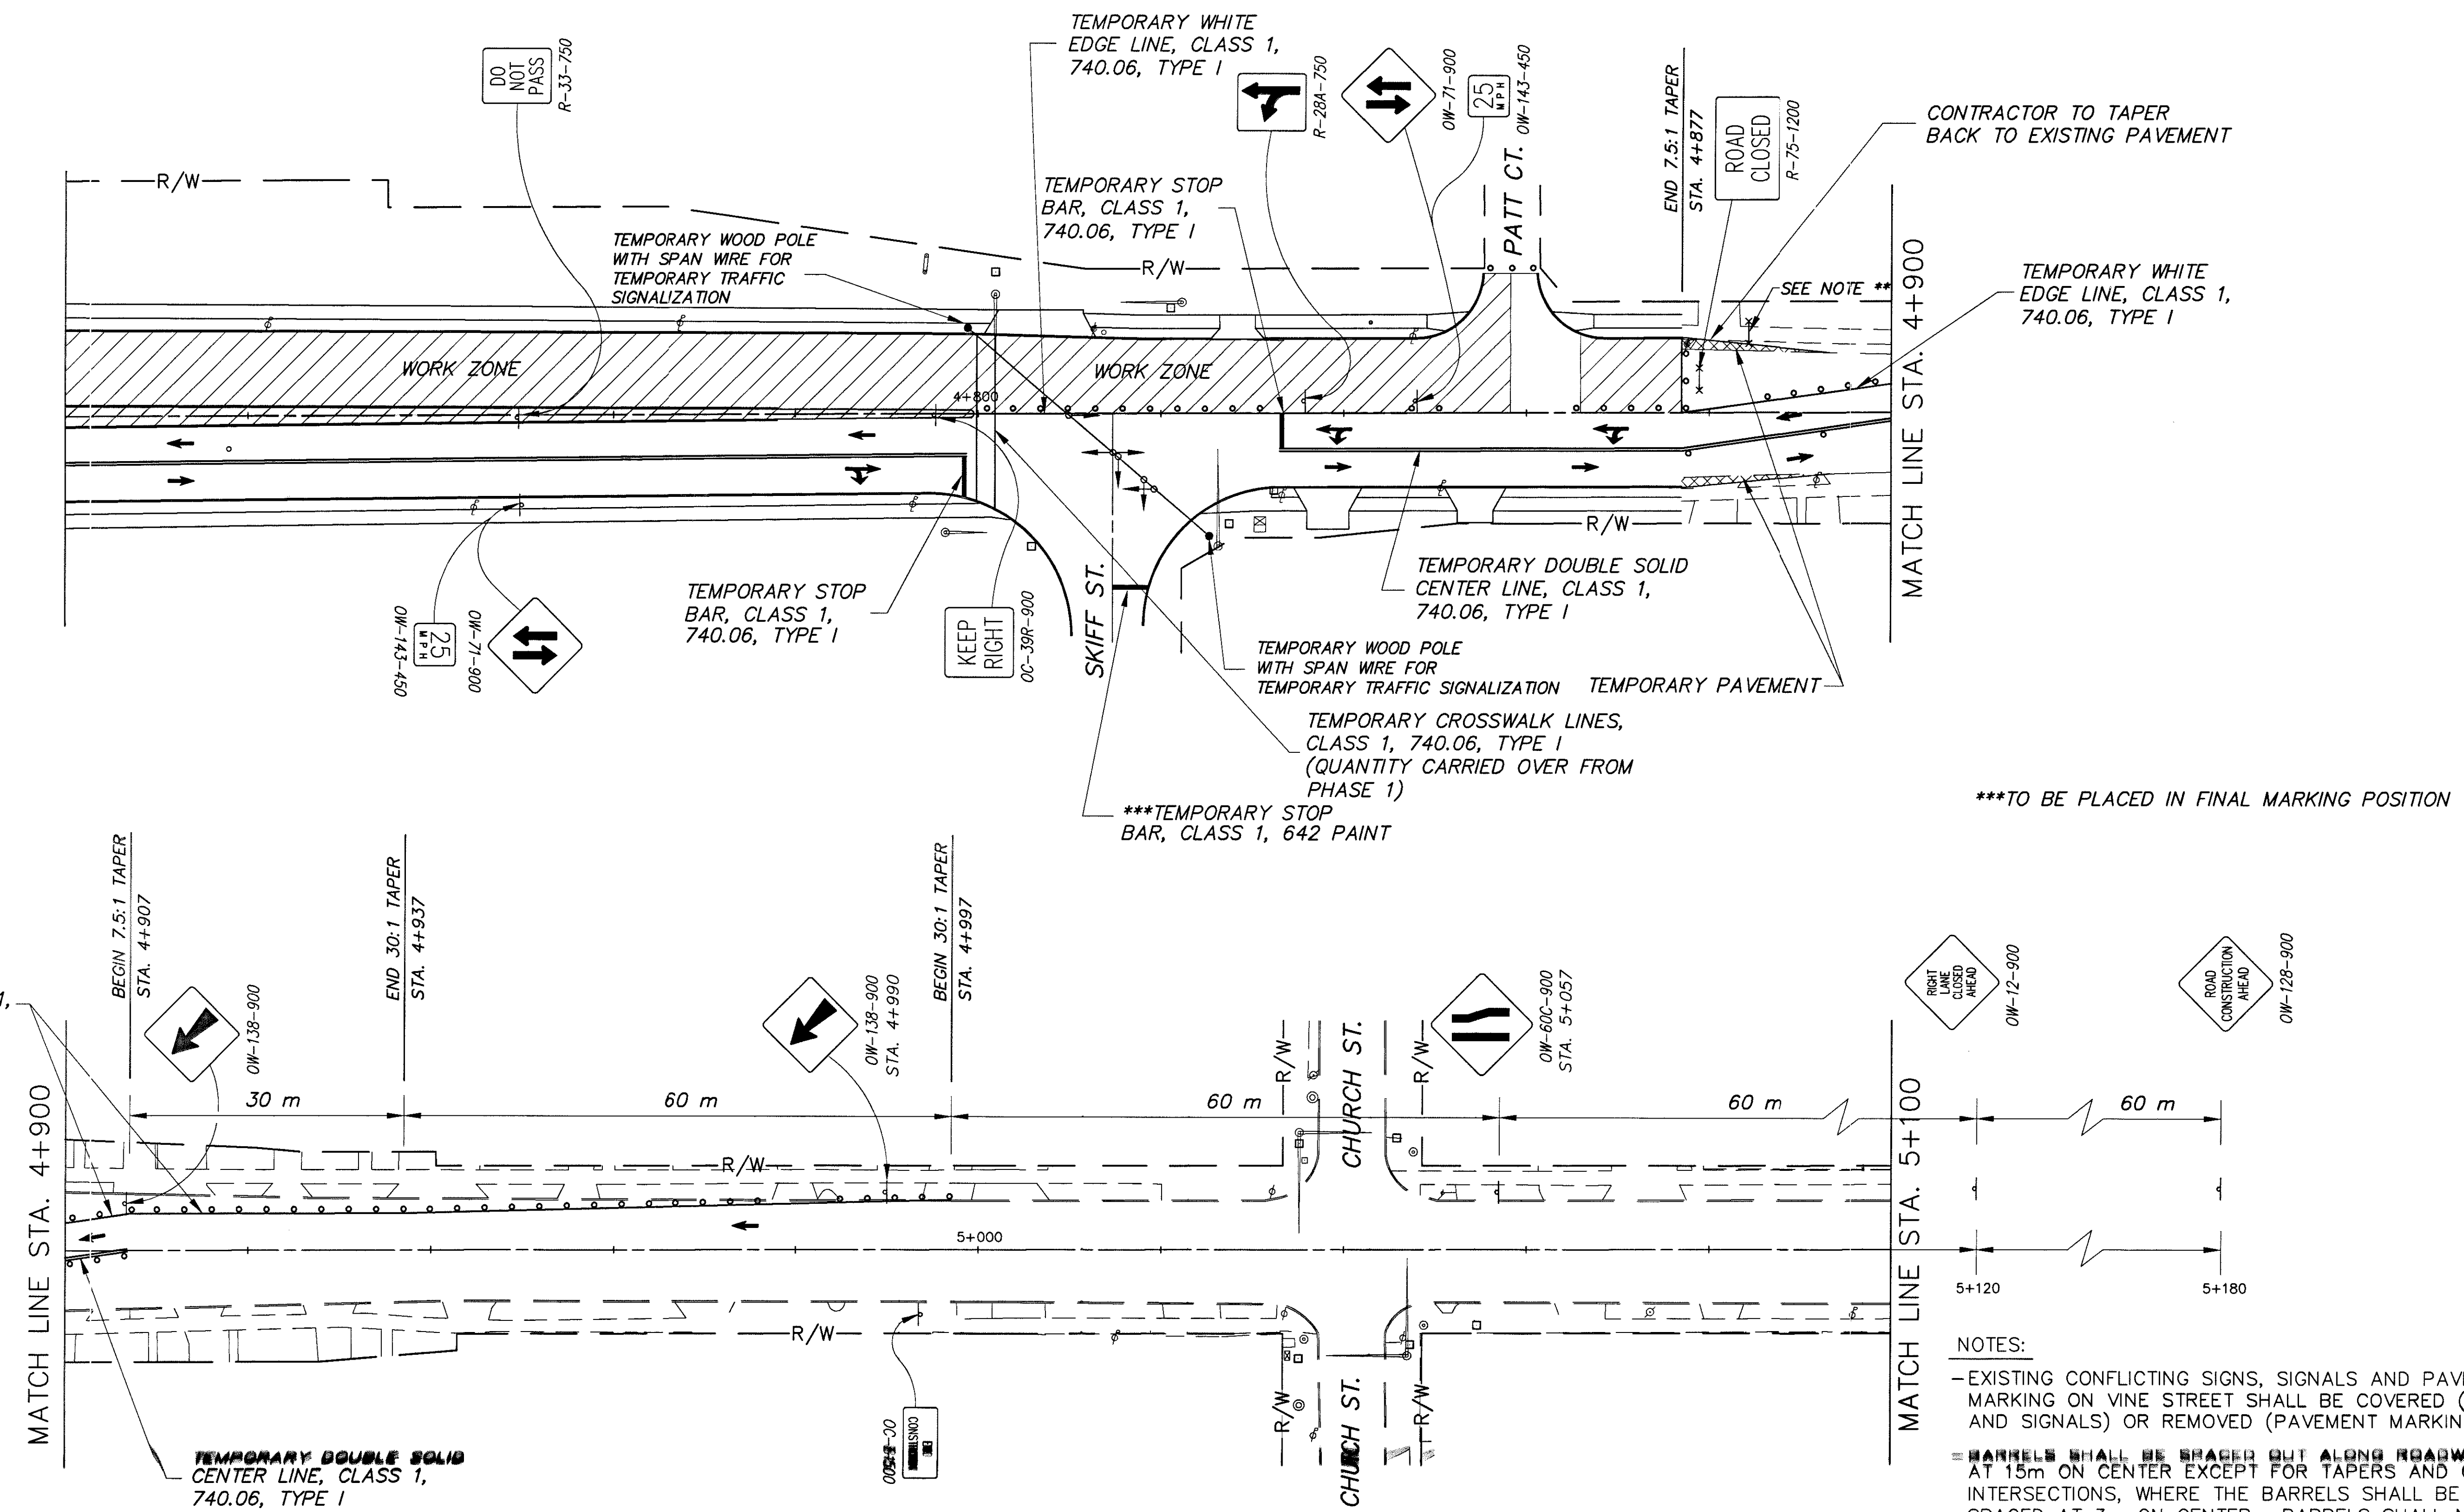 TEMPORARY WHITE
EDGE LINE, CLASS 1,
740.06, TYPE I
DO
NOT
PASS
R-33-750
R-28A-750
OW-71-900
25
MPH
OW-143-450
END 7.5:1 TAPER
STA. 4+877
ROAD
CLOSED
R-75-1200
CONTRACTOR TO TAPER
BACK TO EXISTING PAVEMENT
R/W
TEMPORARY STOP
BAR, CLASS 1,
740.06, TYPE I
PATT CT.
TEMPORARY WOOD POLE
WITH SPAN WIRE FOR
TEMPORARY TRAFFIC
SIGNALIZATION
R/W
SEE NOTE **
TEMPORARY WHITE
EDGE LINE, CLASS 1,
740.06, TYPE I
MATCH LINE STA. 4+900
WORK ZONE
WORK ZONE
4+800
R/W
TEMPORARY STOP
BAR, CLASS 1,
740.06, TYPE I
OW-143-450
25
MPH
OW-71-900
KEEP
RIGHT
OC-39R-900
SKIFF ST.
TEMPORARY DOUBLE SOLID
CENTER LINE, CLASS 1,
740.06, TYPE I
TEMPORARY WOOD POLE
WITH SPAN WIRE FOR
TEMPORARY TRAFFIC SIGNALIZATION
TEMPORARY PAVEMENT
TEMPORARY CROSSWALK LINES,
CLASS 1, 740.06, TYPE I
(QUANTITY CARRIED OVER FROM
PHASE 1)
***TEMPORARY STOP
BAR, CLASS 1, 642 PAINT
***TO BE PLACED IN FINAL MARKING POSITION
BEGIN 7.5:1 TAPER
STA. 4+907
END 30:1 TAPER
STA. 4+937
BEGIN 30:1 TAPER
STA. 4+997
1,
OW-138-900
OW-138-900
STA. 4+990
OW-60C-900
STA. 5+057
RIGHT
LANE
CLOSED
AHEAD
OW-12-900
ROAD
CONSTRUCTION
AHEAD
OW-128-900
R/W
CHURCH ST.
R/W
30 m
60 m
60 m
60 m
60 m
MATCH LINE STA. 4+900
R/W
5+000
MATCH LINE STA. 5+100
5+120
5+180
R/W
R/W
CHURCH ST.
R/W
TEMPORARY DOUBLE SOLID
CENTER LINE, CLASS 1,
740.06, TYPE I
NOTES:
-EXISTING CONFLICTING SIGNS, SIGNALS AND PAVE
MARKING ON VINE STREET SHALL BE COVERED (
AND SIGNALS) OR REMOVED (PAVEMENT MARKIN
BARRELS SHALL BE SPACED OUT ALONG ROADW
AT 15m ON CENTER EXCEPT FOR TAPERS AND
INTERSECTIONS, WHERE THE BARRELS SHALL BE